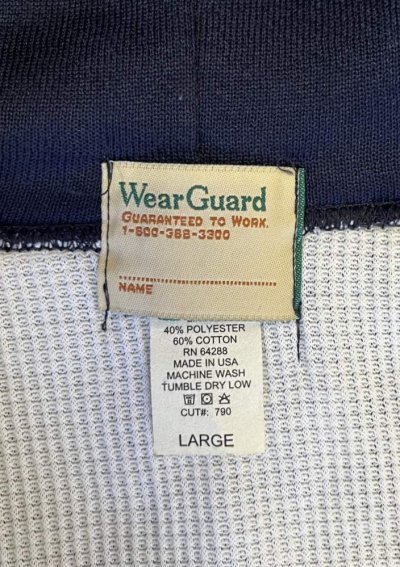 WearGuard
GUARANTEED TO WORK.
1-800-388-3300
NAME
40% POLYESTER
60% COTTON
RN 64288
MADE IN USA
MACHINE WASH
TUMBLE DRY LOW
CUT#: 790
LARGE